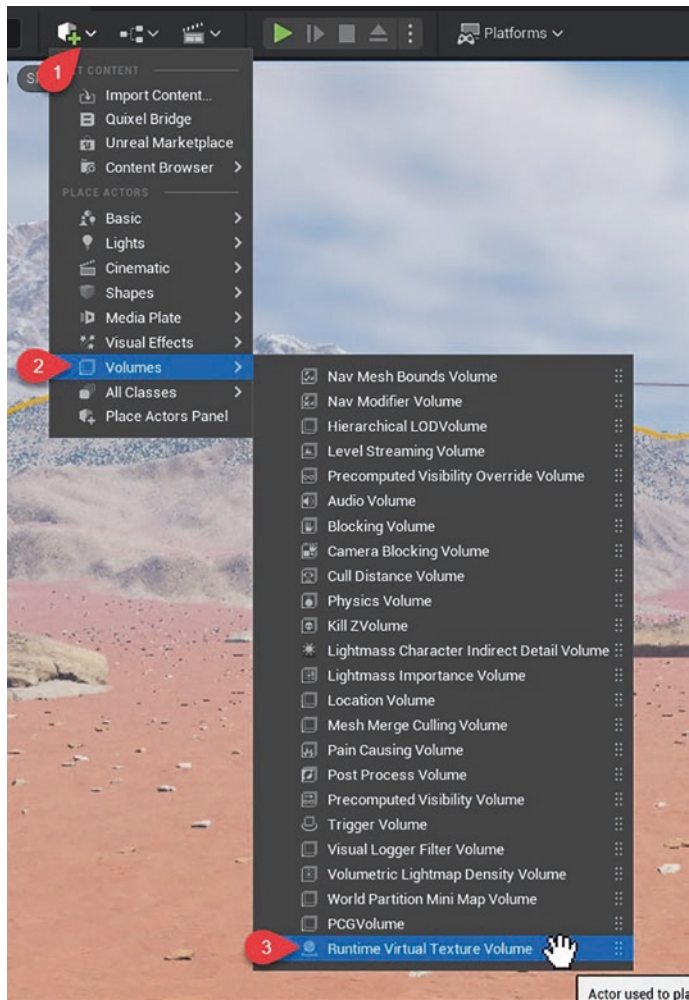 Platforms
1
GET CONTENT
Import Content...
Quixel Bridge
Unreal Marketplace
Content Browser
PLACE ACTORS
Basic
Lights
Cinematic
Shapes
Media Plate
Visual Effects
2
Volumes
All Classes
Place Actors Panel
Nav Mesh Bounds Volume
Nav Modifier Volume
Hierarchical LODVolume
Level Streaming Volume
Precomputed Visibility Override Volume
Audio Volume
Blocking Volume
Camera Blocking Volume
Cull Distance Volume
Physics Volume
Kill ZVolume
Lightmass Character Indirect Detail Volume
Lightmass Importance Volume
Location Volume
Mesh Merge Culling Volume
Pain Causing Volume
Post Process Volume
Precomputed Visibility Volume
Trigger Volume
Visual Logger Filter Volume
Volumetric Lightmap Density Volume
World Partition Mini Map Volume
PCGVolume
3
Runtime Virtual Texture Volume
Actor used to pla